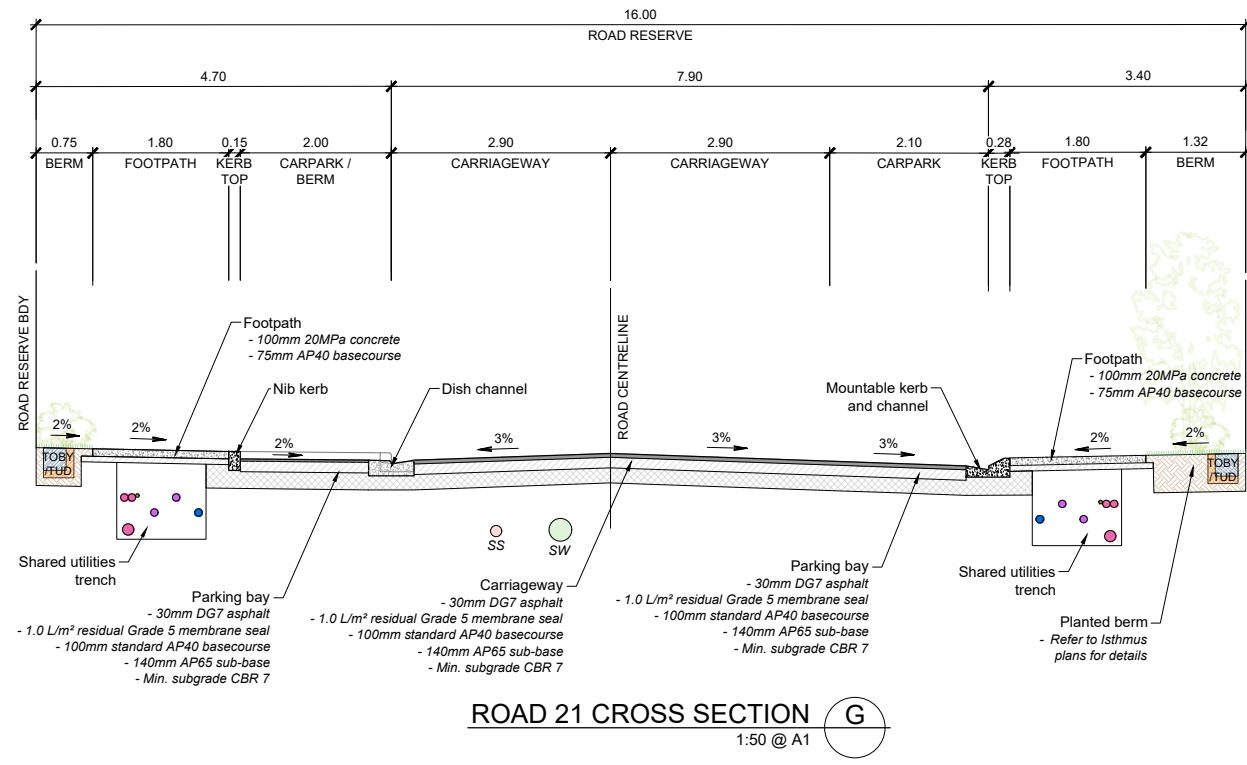 16.00
ROAD RESERVE
4.70
7.90
3.40
0.75
BERM
1.80
FOOTPATH
0.15
KERB
TOP
2.00
CARPARK /
BERM
2.90
CARRIAGEWAY
2.90
CARRIAGEWAY
2.10
CARPARK
0.28
KERB
TOP
1.80
FOOTPATH
1.32
BERM
ROAD RESERVE BDY
ROAD CENTRELINE
Footpath
- 100mm 20MPa concrete
- 75mm AP40 basecourse
Nib kerb
Dish channel
Mountable kerb
and channel
Footpath
- 100mm 20MPa concrete
- 75mm AP40 basecourse
2%
2%
2%
3%
3%
3%
2%
2%
TOBY
/TUD
TOBY
/TUD
SS
SW
Shared utilities
trench
Parking bay
- 30mm DG7 asphalt
- 1.0 L/m² residual Grade 5 membrane seal
- 100mm standard AP40 basecourse
- 140mm AP65 sub-base
- Min. subgrade CBR 7
Carriageway
- 30mm DG7 asphalt
- 1.0 L/m² residual Grade 5 membrane seal
- 100mm standard AP40 basecourse
- 140mm AP65 sub-base
- Min. subgrade CBR 7
Parking bay
- 30mm DG7 asphalt
- 1.0 L/m² residual Grade 5 membrane seal
- 100mm standard AP40 basecourse
- 140mm AP65 sub-base
- Min. subgrade CBR 7
Shared utilities
trench
Planted berm
- Refer to Isthmus
plans for details
ROAD 21 CROSS SECTION
G
1:50 @ A1